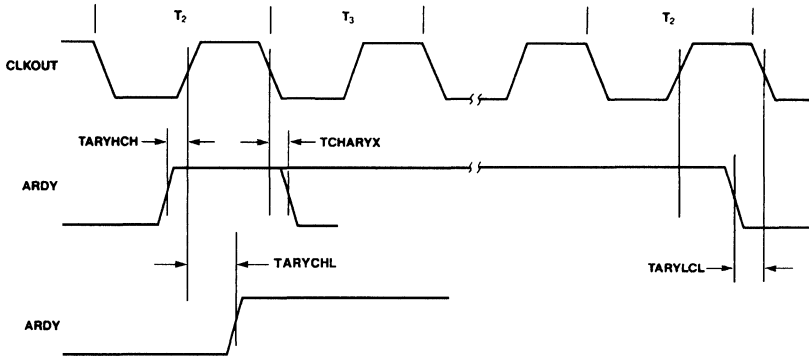 T2 T3 T2
CLKOUT
TARYHCH TCHARYX
ARDY
TARYCHL TARYLCL
ARDY